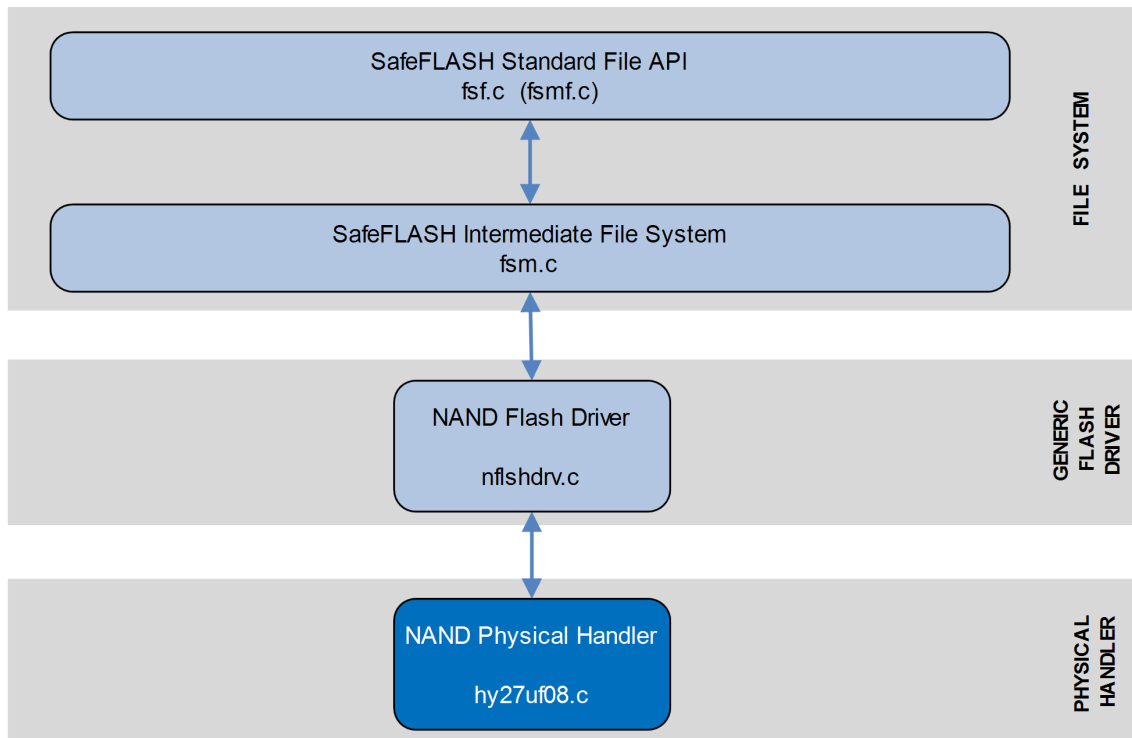 SafeFLASH Standard File API
fsf.c (fsmf.c)
FILE SYSTEM
SafeFLASH Intermediate File System
fsm.c
NAND Flash Driver
nflshdrv.c
GENERIC
FLASH
DRIVER
NAND Physical Handler
hy27uf08.c
PHYSICAL
HANDLER